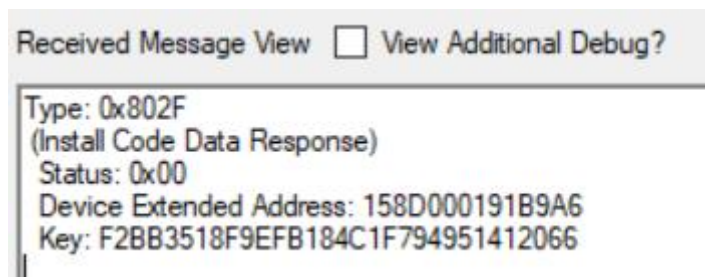 Received Message View View Additional Debug?
Type: 0x802F
(Install Code Data Response)
Status: 0x00
Device Extended Address: 158D000191B9A6
Key: F2BB3518F9EFB184C1F794951412066